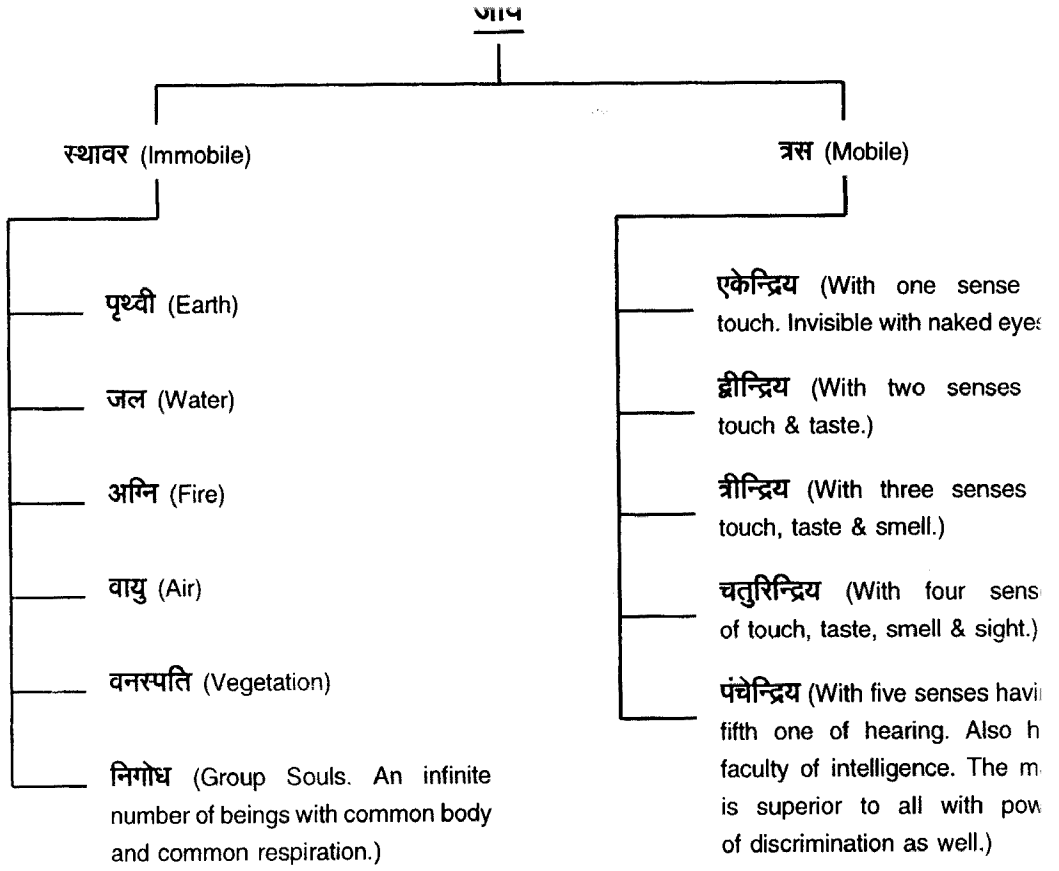 स्थावर (Immobile)
त्रस (Mobile)
पृथ्वी (Earth)
जल (Water)
अग्नि (Fire)
वायु (Air)
वनस्पति (Vegetation)
निगोध (Group Souls. An infinite
number of beings with common body
and common respiration.)
एकेन्द्रिय (With one sense
touch. Invisible with naked
द्वीन्द्रिय (With two senses
touch & taste.)
त्रीन्द्रिय (With three senses
touch, taste & smell.)
चतुरिन्द्रिय (With four
of touch, taste, smell & sight.)
पंचेन्द्रिय (With five senses
fifth one of hearing. Also
faculty of intelligence. The
is superior to all with
of discrimination as well.)